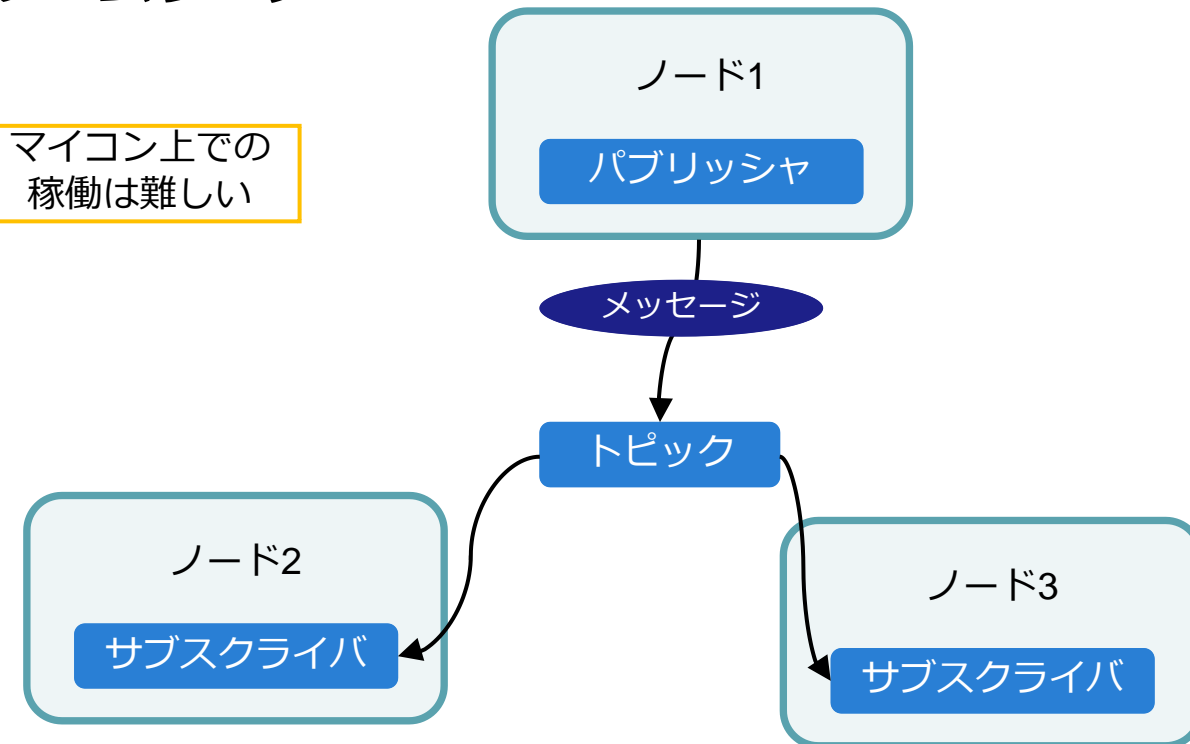 ノード1
マイコン上での
稼働は難しい
パブリッシャ
メッセージ
トピック
ノード2
サブスクライバ
ノード3
サブスクライバ